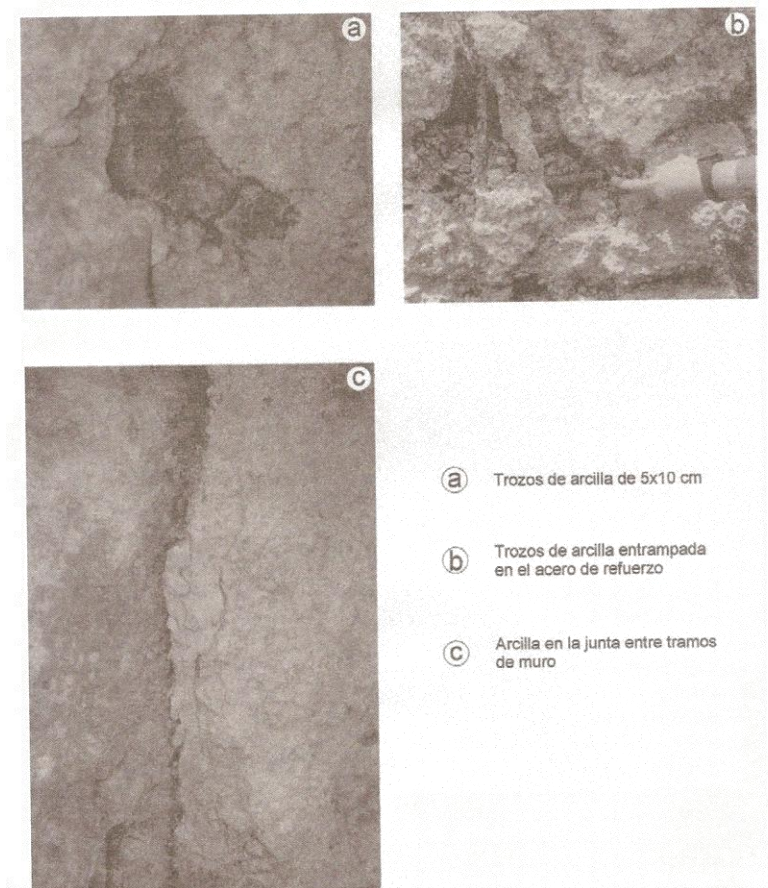 a
b
c
a Trozos de arcilla de 5x10 cm
b Trozos de arcilla entrampada
en el acero de refuerzo
c Arcilla en la junta entre tramos
de muro